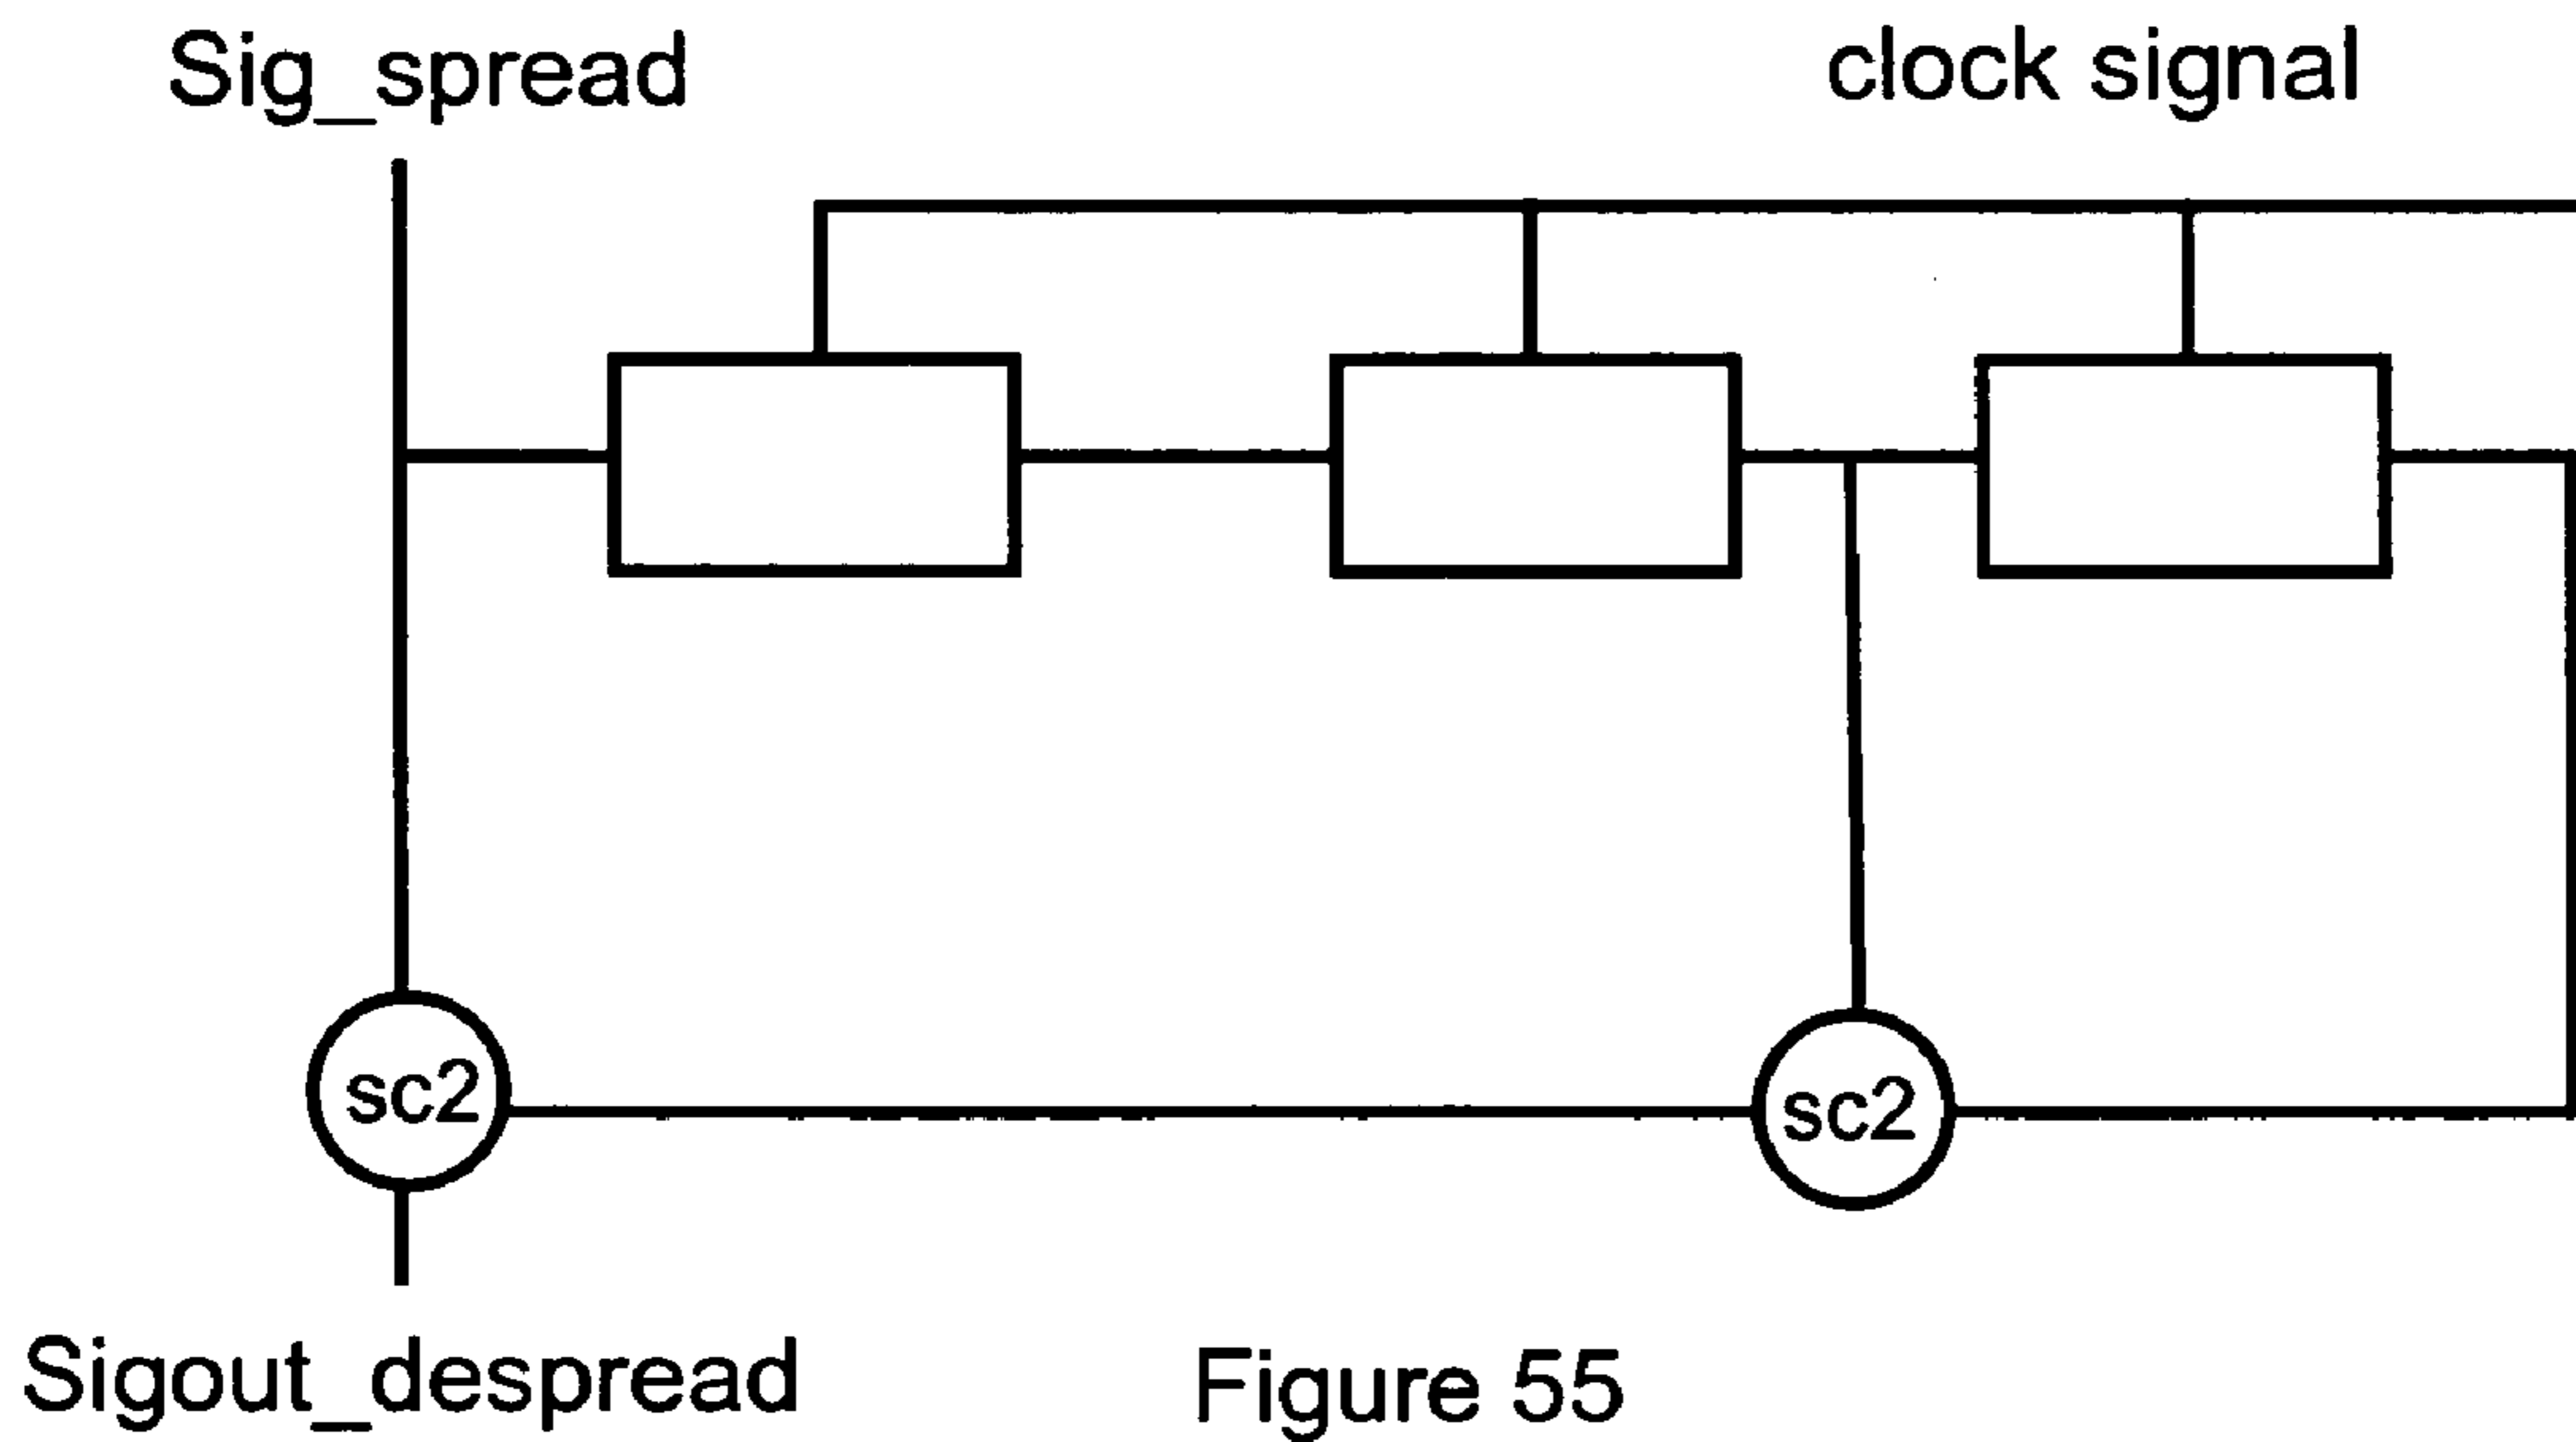 Sig_spread
clock signal
sc2
sc2
Sigout_despread
Figure 55